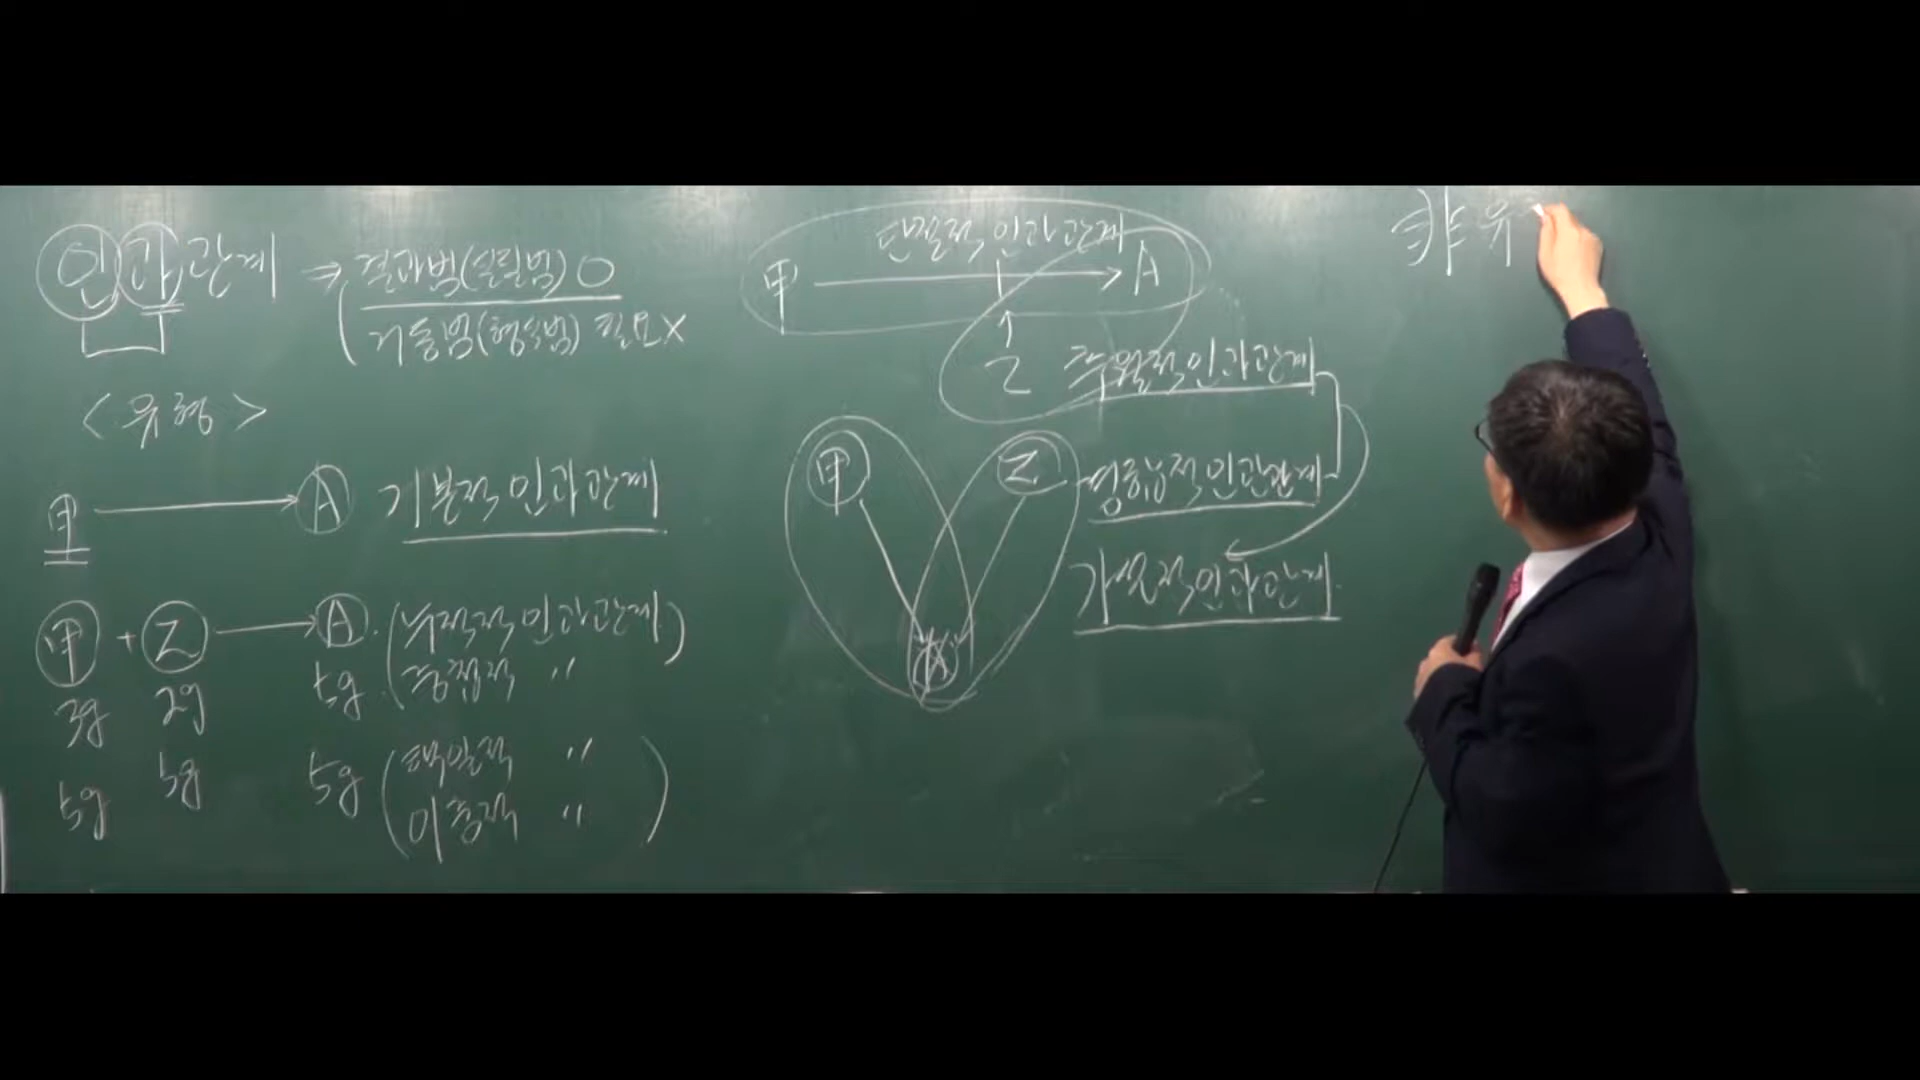 인과관계 ⇒ 결과범(실질범) O
거동범(형식범) 필요 X
<유형>
甲 → A 기본적 인과관계
甲 + 乙 → A (누적적 인과관계)
3g 2g 5g (중첩적 〃
5g 5g 5g (택일적 〃
이중적 〃 )
단절적 인과관계
甲 → A
↑
乙 추월적 인과관계
甲 乙 경합적 인과관계
가설적 인과관계
A
非유